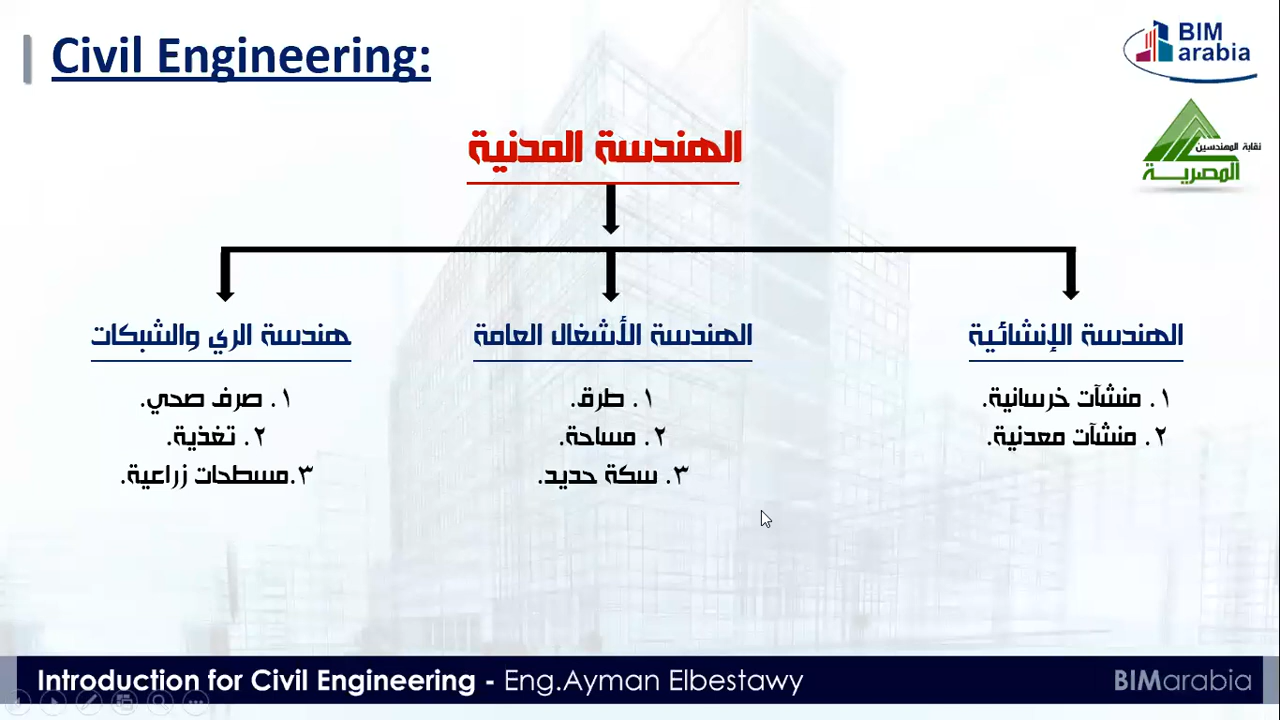 Civil Engineering:
BIM
arabia
نقابة المهندسين
المصرية
الهندسة المدنية
الهندسة الإنشائية
١. منشآت خرسانية.
٢. منشآت معدنية.
الهندسة الأشغال العامة
١. طرق.
٢. مساحة.
٣. سكة حديد.
هندسة الري والشبكات
١. صرف صحي.
٢. تغذية.
٣.مسطحات زراعية.
Introduction for Civil Engineering - Eng.Ayman Elbestawy
BIMarabia